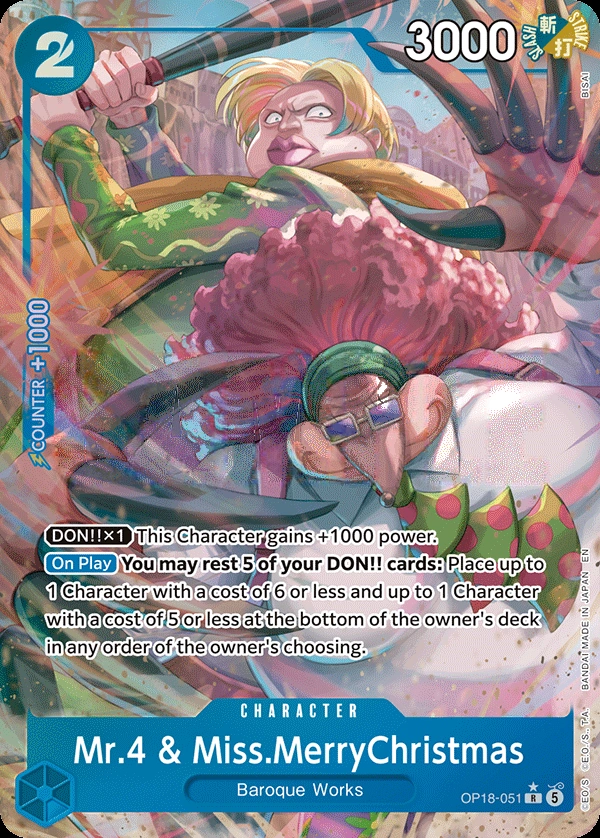 2
3000
斬
打
SLASH
STRIKE
BISAI
COUNTER +1000
DON!!×1 This Character gains +1000 power.
On Play You may rest 5 of your DON!! cards: Place up to
1 Character with a cost of 6 or less and up to 1 Character
with a cost of 5 or less at the bottom of the owner's deck
in any order of the owner's choosing.
©E.O./S. ©E.O./S.,T.A. BANDAI MADE IN JAPAN EN
CHARACTER
Mr.4 & Miss.MerryChristmas
Baroque Works
OP18-051 R 5